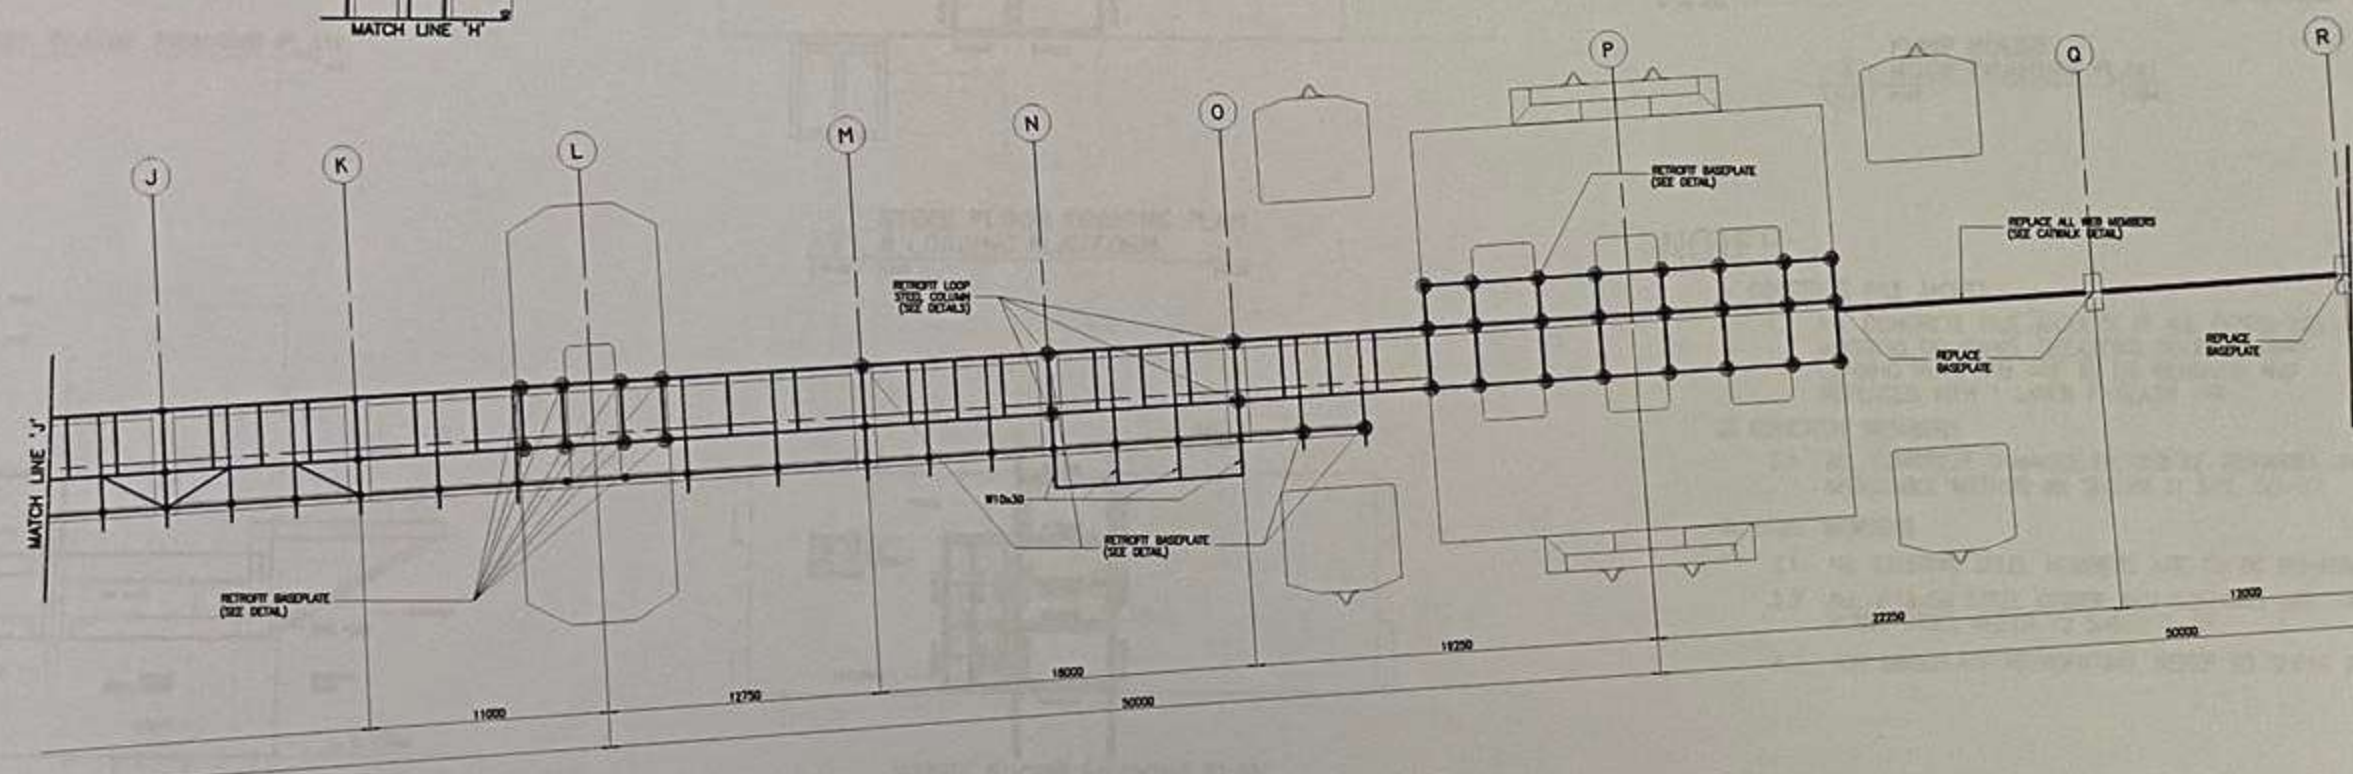 MATCH LINE 'H'
J
K
L
M
N
O
P
Q
R
RETROFIT BASEPLATE
(SEE DETAIL)
REPLACE ALL WEB MEMBERS
(SEE CATWALK DETAIL)
RETROFIT LOOP
STEEL COLUMN
(SEE DETAILS)
REPLACE
BASEPLATE
REPLACE
BASEPLATE
MATCH LINE 'J'
W10x30
RETROFIT BASEPLATE
(SEE DETAIL)
RETROFIT BASEPLATE
(SEE DETAIL)
11000
12750
18000
19250
22250
12000
50000
50000